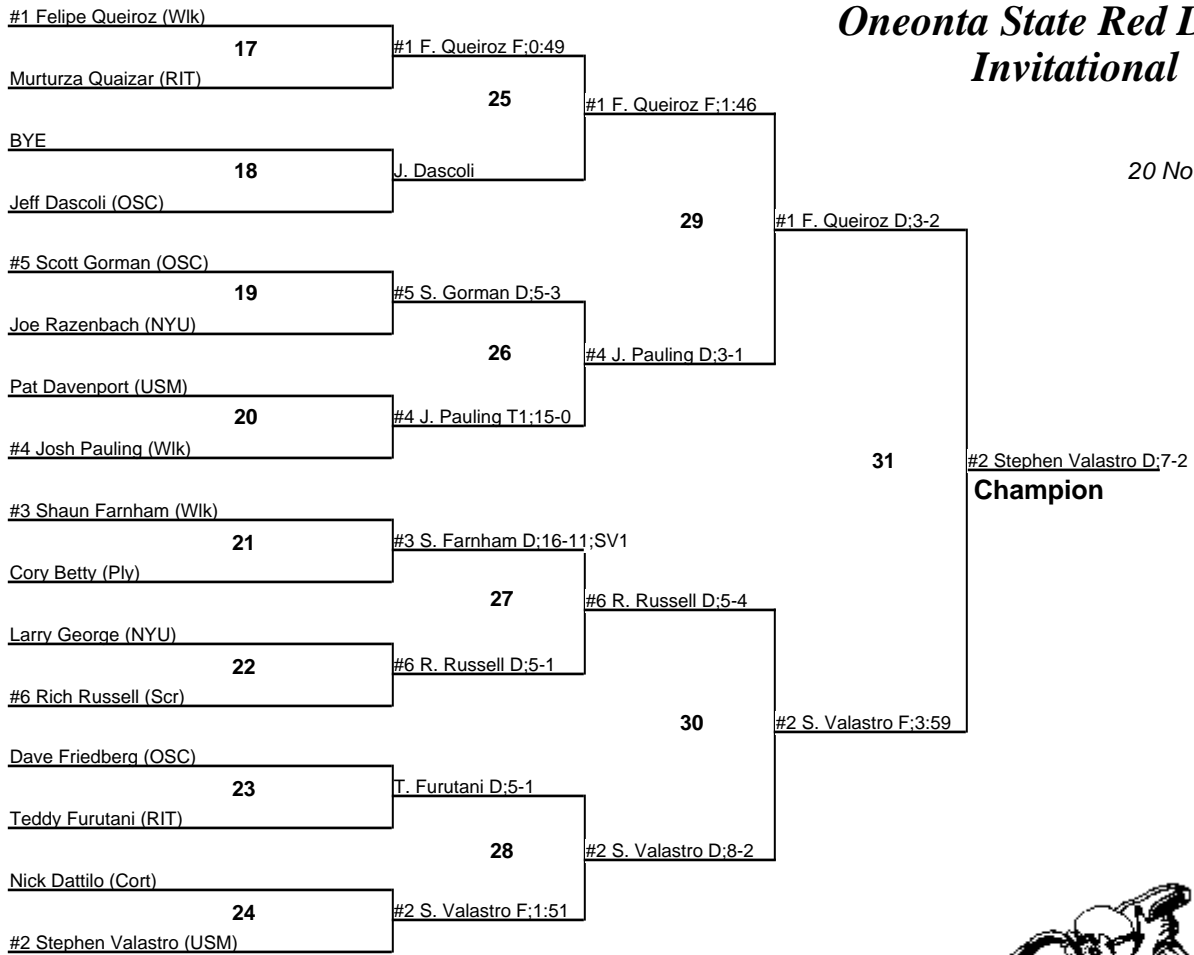 Oneonta State Red
Invitational
20
#1 Felipe Queiroz (Wlk)
17
Murturza Quaizar (RIT)
#1 F. Queiroz F;0:49
25
#1 F. Queiroz F;1:46
BYE
18
Jeff Dascoli (OSC)
J. Dascoli
29
#1 F. Queiroz D;3-2
#5 Scott Gorman (OSC)
19
Joe Razenbach (NYU)
#5 S. Gorman D;5-3
26
#4 J. Pauling D;3-1
Pat Davenport (USM)
20
#4 Josh Pauling (Wlk)
#4 J. Pauling T1;15-0
31
#2 Stephen Valastro D;7-2
Champion
#3 Shaun Farnham (Wlk)
21
Cory Betty (Ply)
#3 S. Farnham D;16-11;SV1
27
#6 R. Russell D;5-4
Larry George (NYU)
22
#6 Rich Russell (Scr)
#6 R. Russell D;5-1
30
#2 S. Valastro F;3:59
Dave Friedberg (OSC)
23
Teddy Furutani (RIT)
T. Furutani D;5-1
28
#2 S. Valastro D;8-2
Nick Dattilo (Cort)
24
#2 Stephen Valastro (USM)
#2 S. Valastro F;1:51